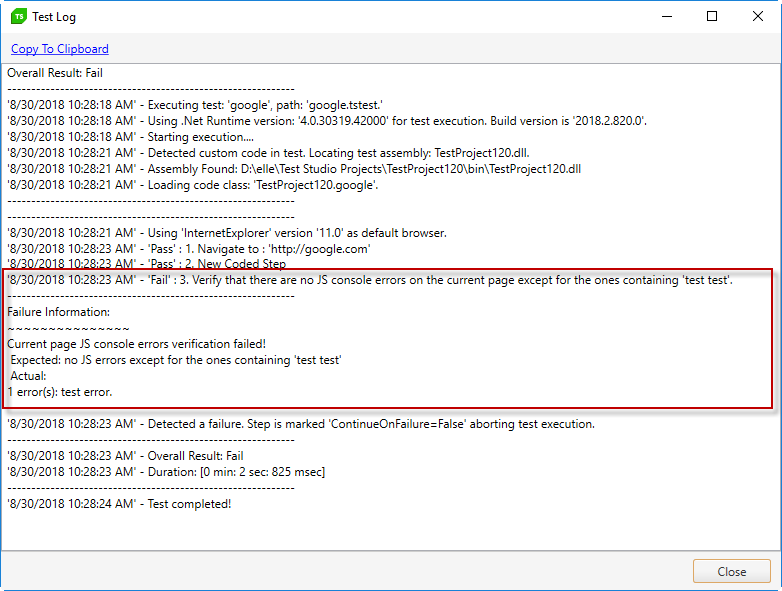 TS Test Log
Copy To Clipboard
Overall Result: Fail
------------------------------------------------------------
'8/30/2018 10:28:18 AM' - Executing test: 'google', path: 'google.tstest.'
'8/30/2018 10:28:18 AM' - Using .Net Runtime version: '4.0.30319.42000' for test execution. Build version is '2018.2.820.0'.
'8/30/2018 10:28:18 AM' - Starting execution....
'8/30/2018 10:28:21 AM' - Detected custom code in test. Locating test assembly: TestProject120.dll.
'8/30/2018 10:28:21 AM' - Assembly Found: D:\elle\Test Studio Projects\TestProject120\bin\TestProject120.dll
'8/30/2018 10:28:21 AM' - Loading code class: 'TestProject120.google'.
------------------------------------------------------------
------------------------------------------------------------
'8/30/2018 10:28:21 AM' - Using 'InternetExplorer' version '11.0' as default browser.
'8/30/2018 10:28:23 AM' - 'Pass' : 1. Navigate to : 'http://google.com'
'8/30/2018 10:28:23 AM' - 'Pass' : 2. New Coded Step
'8/30/2018 10:28:23 AM' - 'Fail' : 3. Verify that there are no JS console errors on the current page except for the ones containing 'test test'.
------------------------------------------------------------
Failure Information:
~~~~~~~~~~~~~~~
Current page JS console errors verification failed!
Expected: no JS errors except for the ones containing 'test test'
Actual:
1 error(s): test error.
'8/30/2018 10:28:23 AM' - Detected a failure. Step is marked 'ContinueOnFailure=False' aborting test execution.
------------------------------------------------------------
'8/30/2018 10:28:23 AM' - Overall Result: Fail
'8/30/2018 10:28:23 AM' - Duration: [0 min: 2 sec: 825 msec]
------------------------------------------------------------
'8/30/2018 10:28:24 AM' - Test completed!
Close